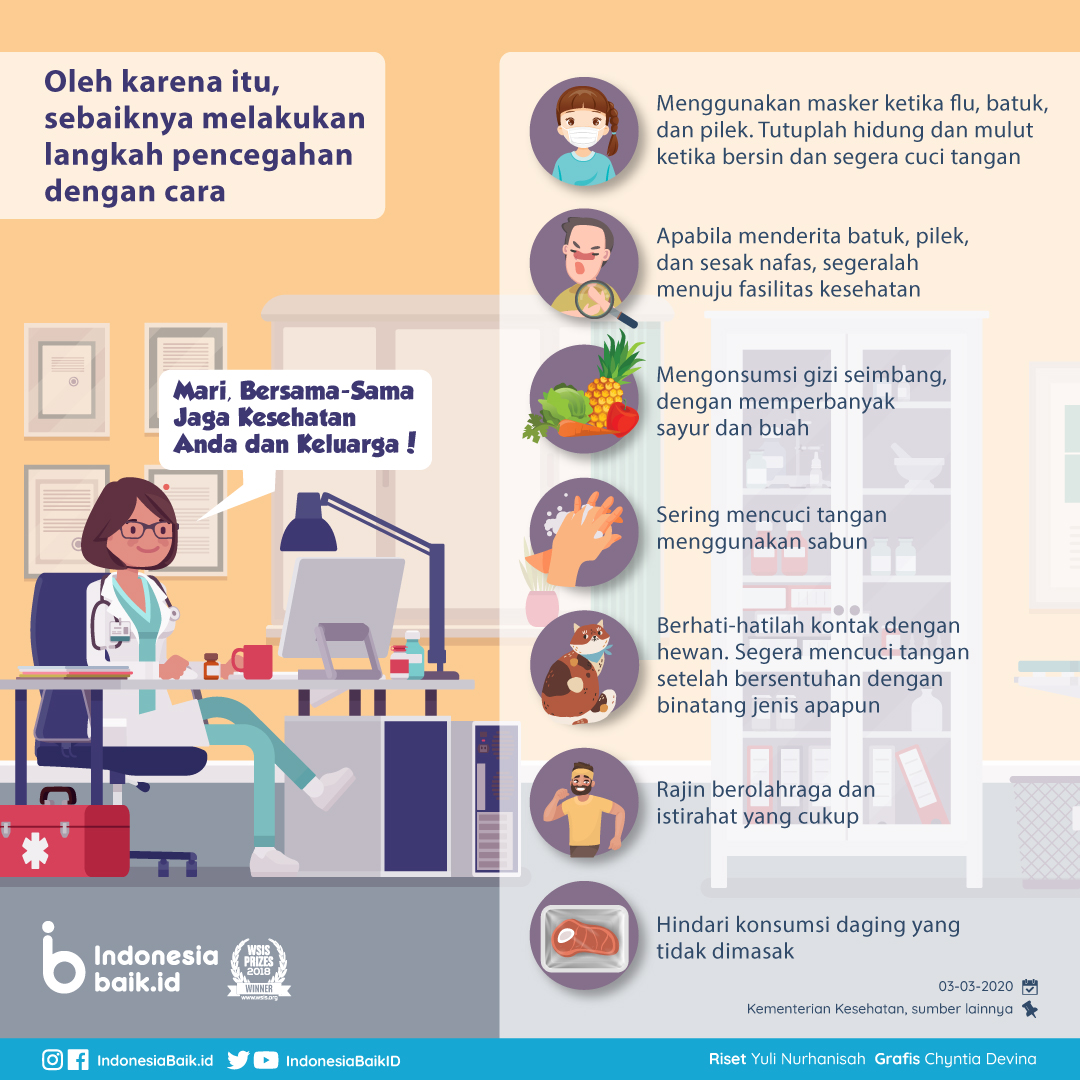 Oleh karena itu,
sebaiknya melakukan
langkah pencegahan
dengan cara
Menggunakan masker ketika flu, batuk,
dan pilek. Tutuplah hidung dan mulut
ketika bersin dan segera cuci tangan
Apabila menderita batuk, pilek,
dan sesak nafas, segeralah
menuju fasilitas kesehatan
Mengonsumsi gizi seimbang,
dengan memperbanyak
sayur dan buah
Sering mencuci tangan
menggunakan sabun
Berhati-hatilah kontak dengan
hewan. Segera mencuci tangan
setelah bersentuhan dengan
binatang jenis apapun
Rajin berolahraga dan
istirahat yang cukup
Hindari konsumsi daging yang
tidak dimasak
Mari, Bersama-Sama
Jaga Kesehatan
Anda dan Keluarga !
Indonesia
baik.id
WSIS
PRIZES
2018
WINNER
www.wsis.org
03-03-2020
Kementerian Kesehatan, sumber lainnya
IndonesiaBaik.id
IndonesiaBaikID
Riset Yuli Nurhanisah Grafis Chyntia Devina